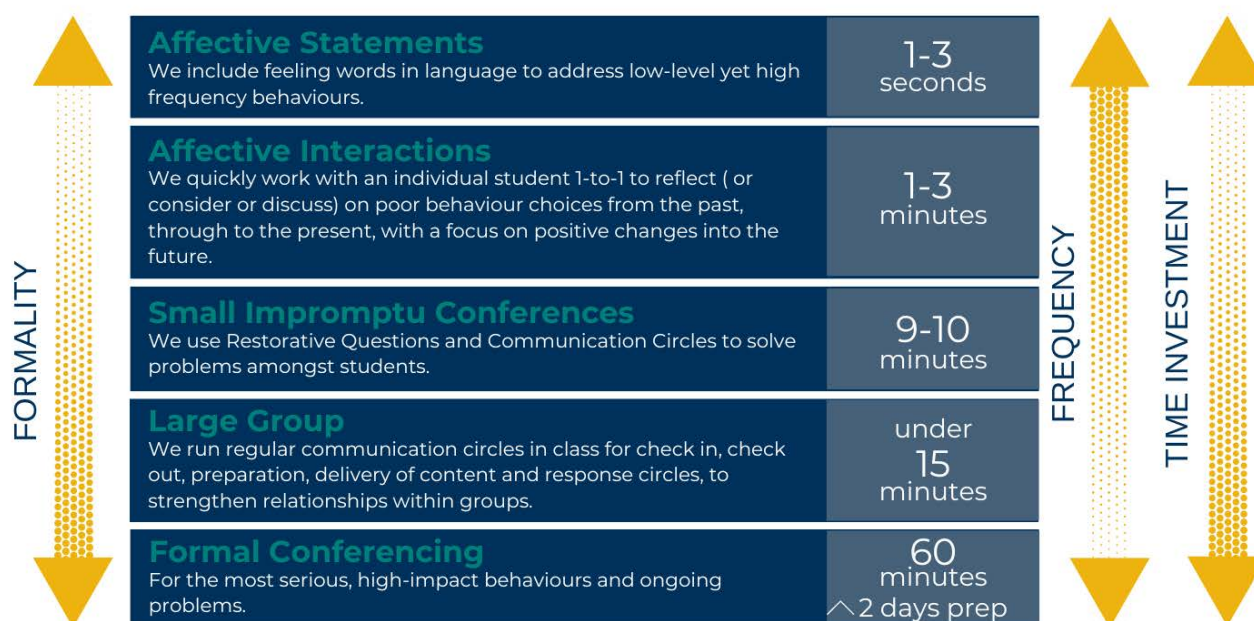 Affective Statements
We include feeling words in language to address low-level yet high
frequency behaviours.
1-3
seconds
Affective Interactions
We quickly work with an individual student 1-to-1 to reflect ( or
consider or discuss) on poor behaviour choices from the past,
through to the present, with a focus on positive changes into the
future.
1-3
minutes
Small Impromptu Conferences
We use Restorative Questions and Communication Circles to solve
problems amongst students.
9-10
minutes
Large Group
We run regular communication circles in class for check in, check
out, preparation, delivery of content and response circles, to
strengthen relationships within groups.
under
15
minutes
Formal Conferencing
For the most serious, high-impact behaviours and ongoing
problems.
60
minutes
^ 2 days prep
FORMALITY
FREQUENCY
TIME INVESTMENT